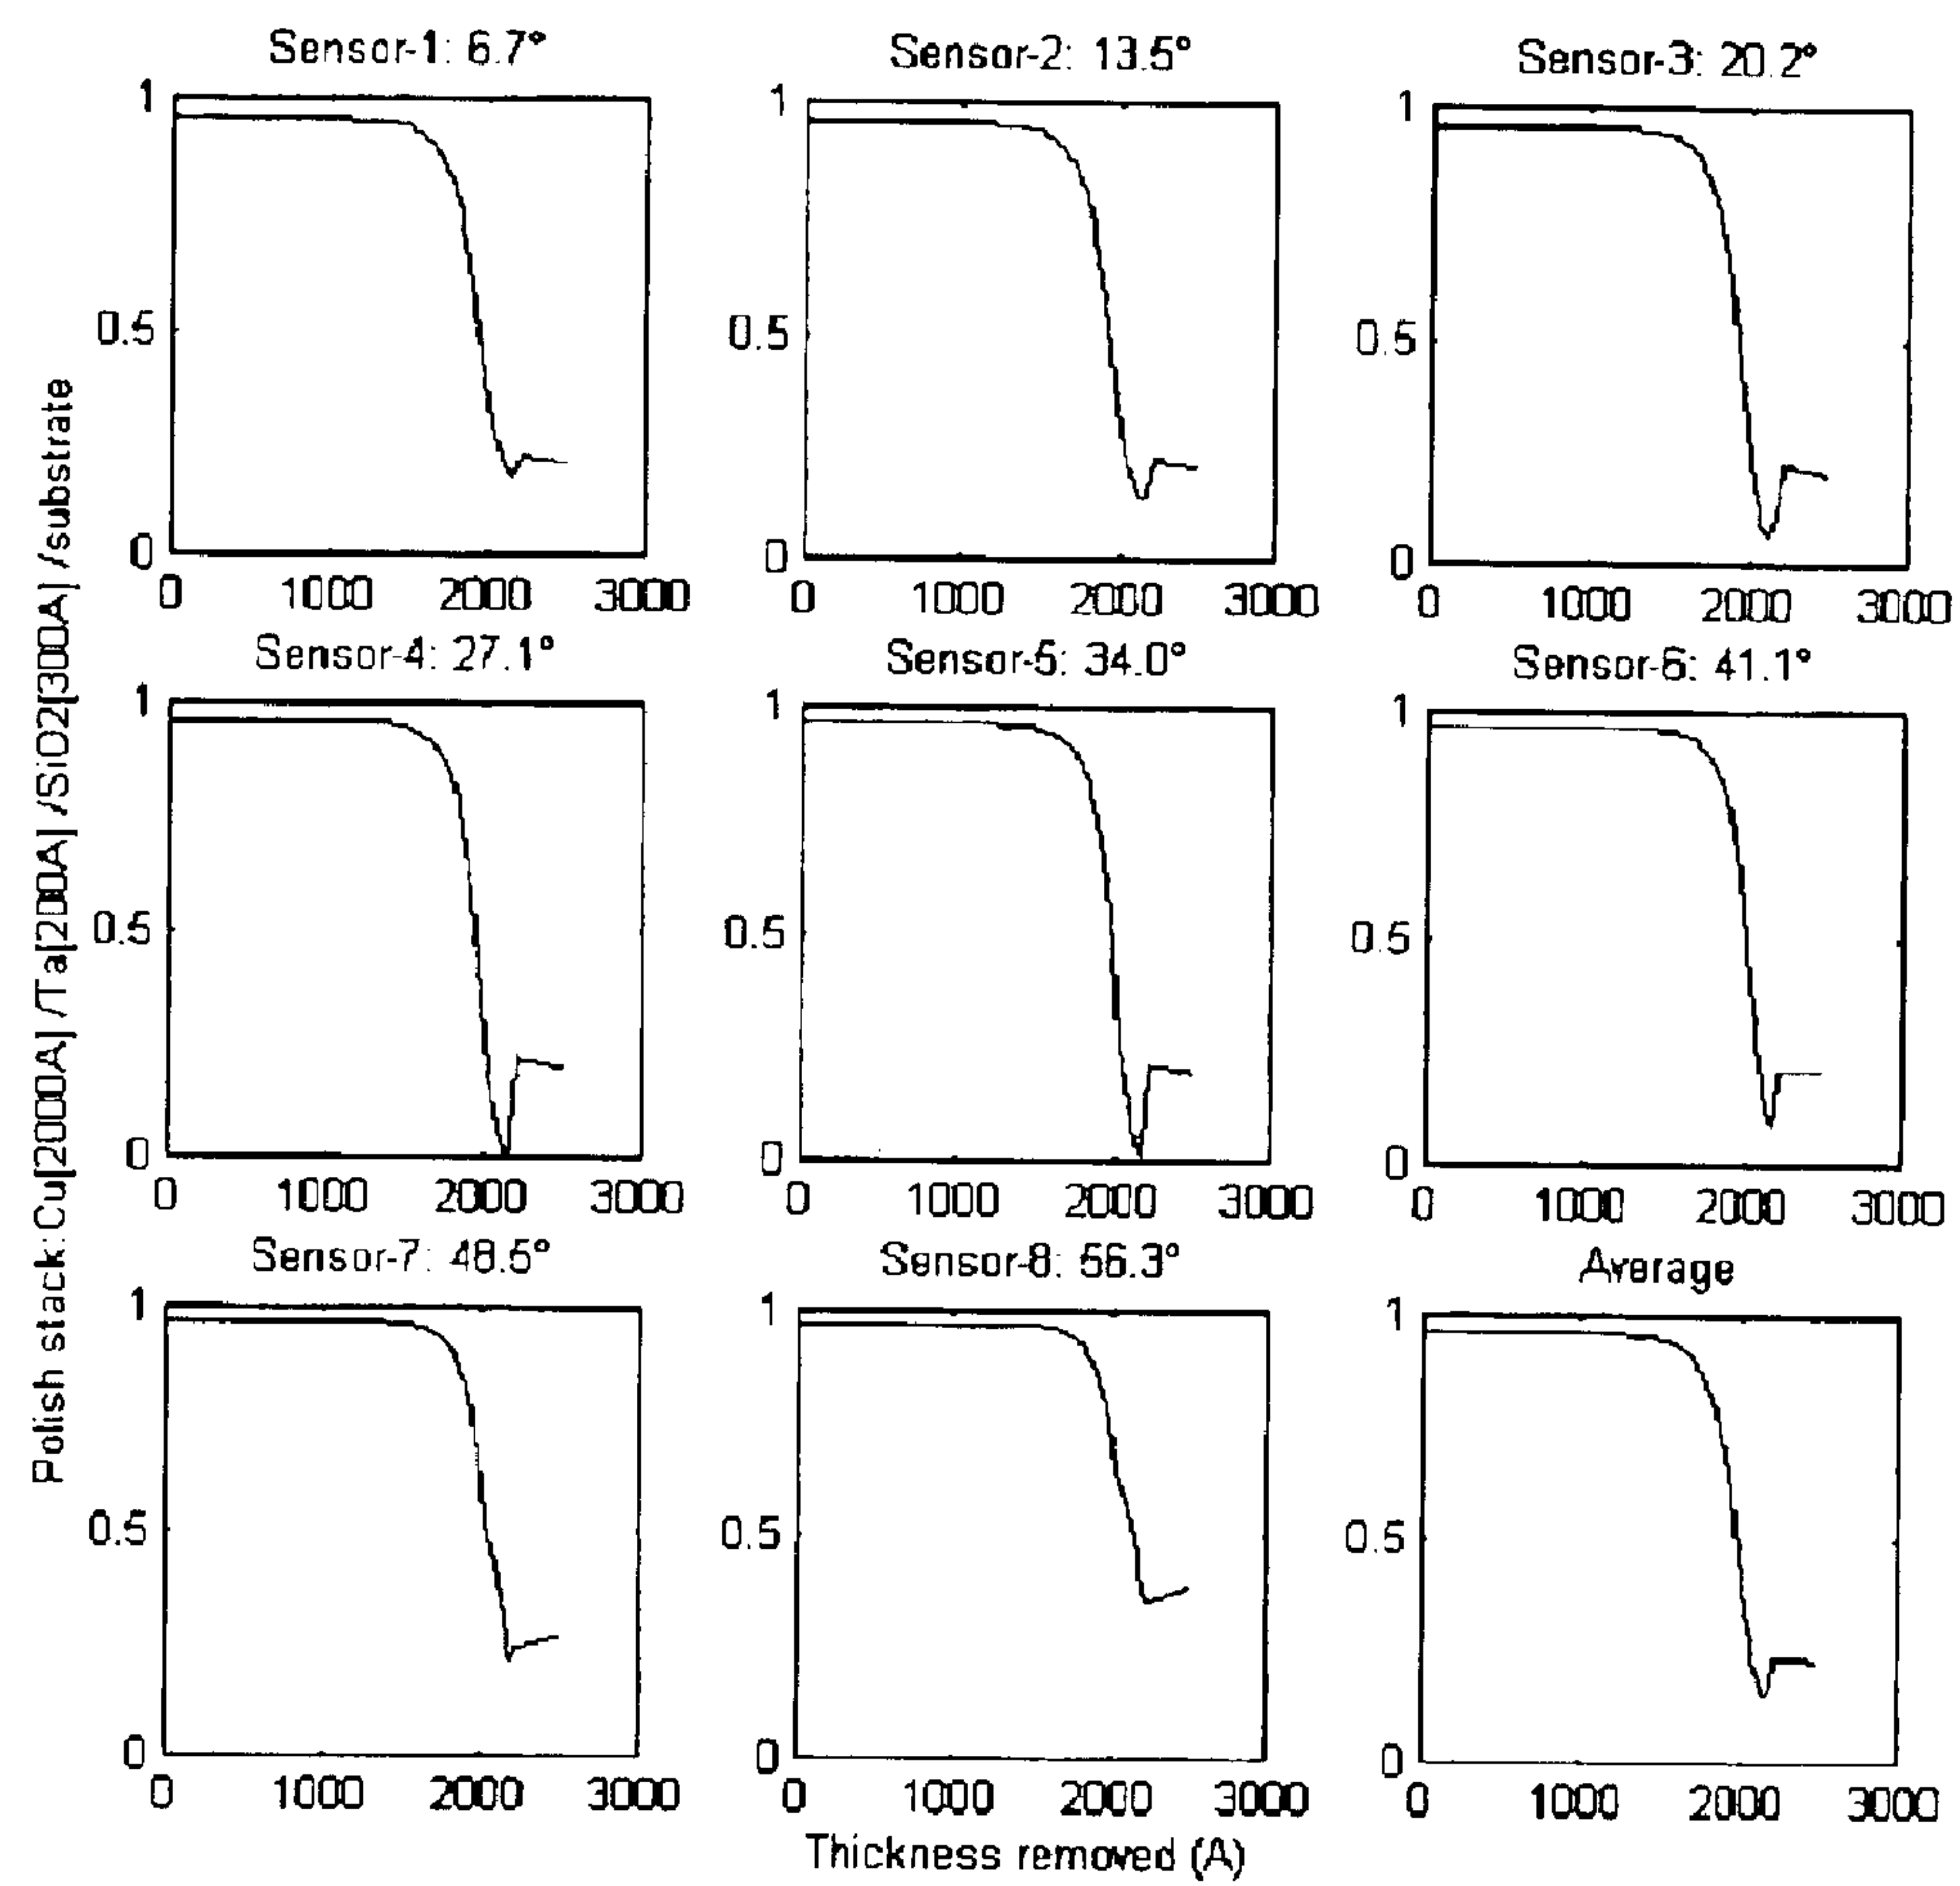 Sensor-1: 6.7° Sensor-2: 13.5° Sensor-3: 20.2°
1 1 1
0.5 0.5 0.5
0 0 0
0 1000 2000 3000 0 1000 2000 3000 0 1000 2000 3000
Sensor-4: 27.1° Sensor-5: 34.0° Sensor-6: 41.1°
1 1 1
0.5 0.5 0.5
0 0 0
0 1000 2000 3000 0 1000 2000 3000 0 1000 2000 3000
Sensor-7: 48.5° Sensor-8: 56.3° Average
1 1 1
0.5 0.5 0.5
0 0 0
0 1000 2000 3000 0 1000 2000 3000 0 1000 2000 3000
Thickness removed (A)
Polish stack:Cu[2000A] /Ta[200A] /SiO2[300A] /substrate